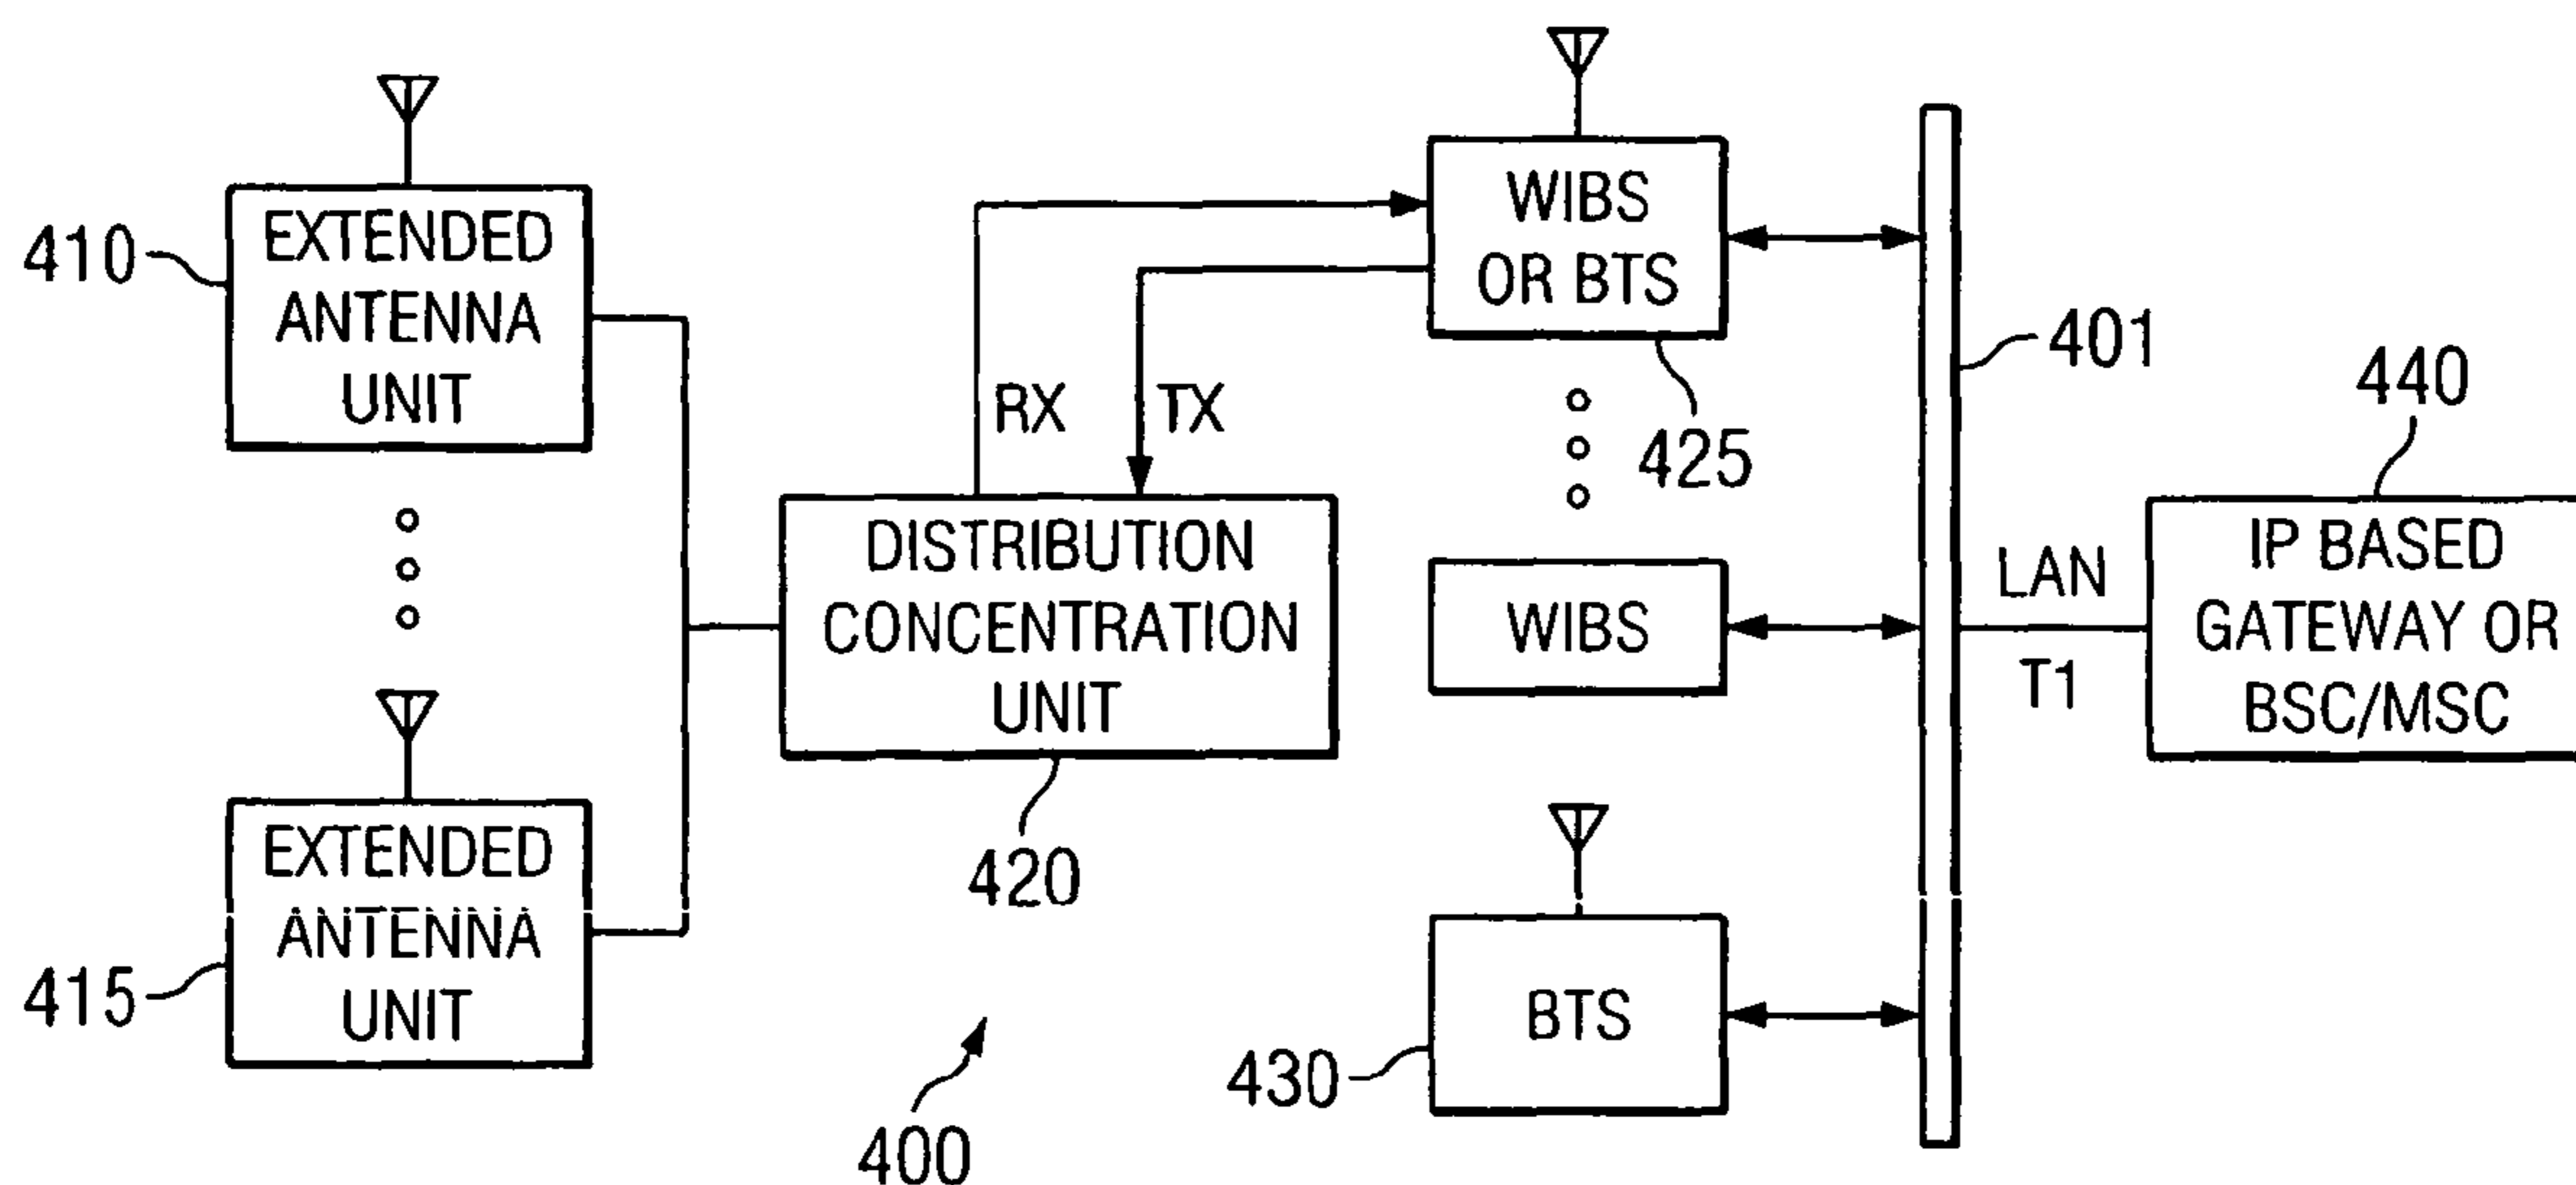 410
EXTENDED
ANTENNA
UNIT
415
EXTENDED
ANTENNA
UNIT
RX
TX
DISTRIBUTION
CONCENTRATION
UNIT
420
400
WIBS
OR BTS
425
WIBS
BTS
430
401
LAN
T1
440
IP BASED
GATEWAY OR
BSC/MSC